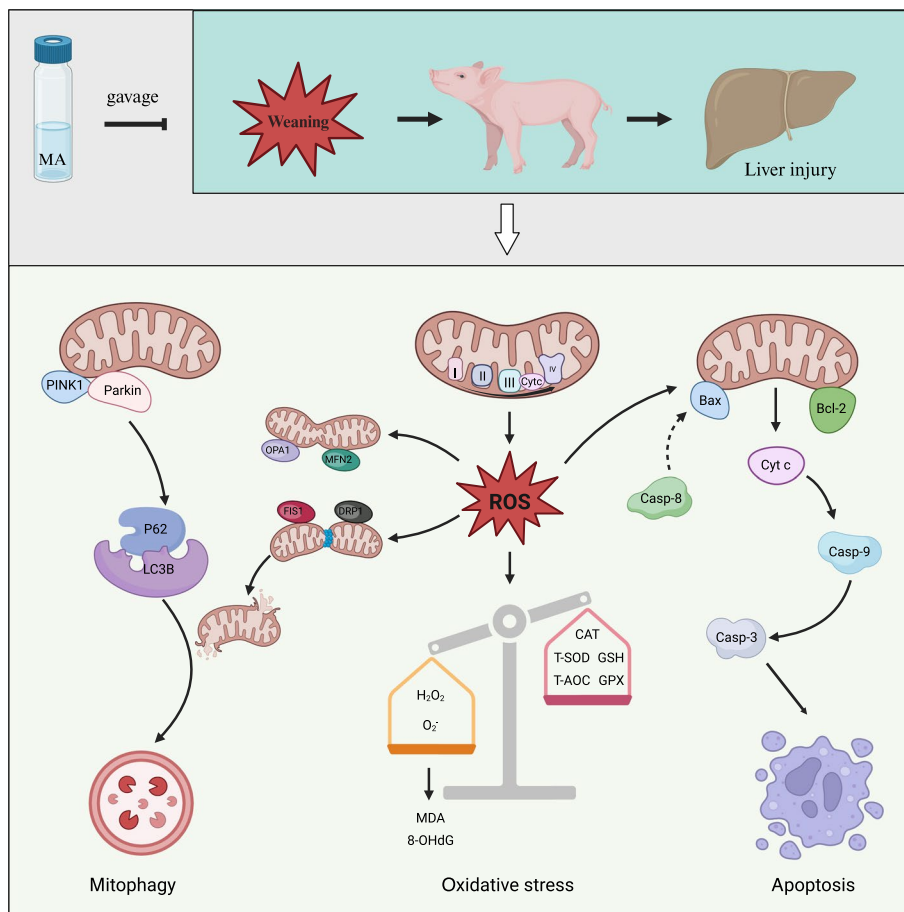 gavage
MA
Weaning
Liver injury
PINK1
Parkin
P62
LC3B
Mitophagy
OPA1
MFN2
FIS1
DRP1
I
II
III
Cytc
IV
ROS
H₂O₂
O₂⁻
MDA
8-OHdG
CAT
T-SOD GSH
T-AOC GPX
Oxidative stress
Bax
Bcl-2
Casp-8
Cyt c
Casp-9
Casp-3
Apoptosis